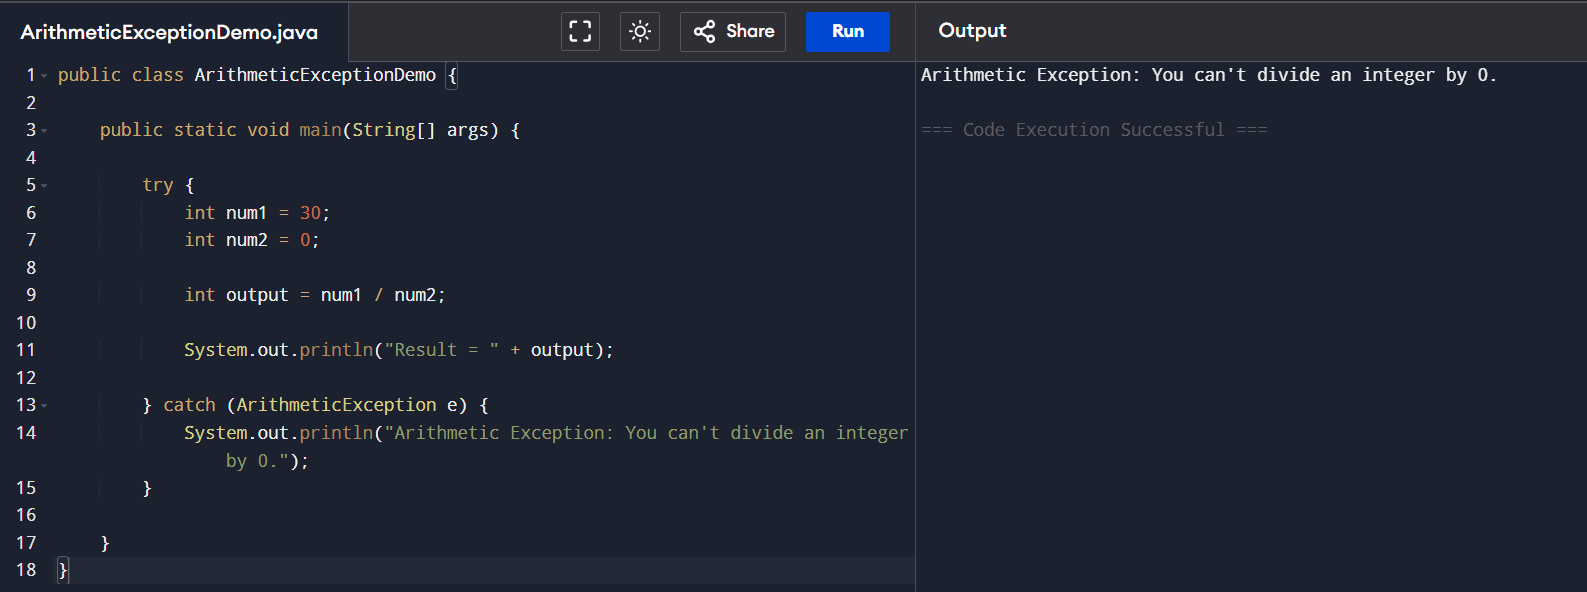 ArithmeticExceptionDemo.java
Share
Run
Output
1 public class ArithmeticExceptionDemo {
2
3     public static void main(String[] args) {
4
5         try {
6             int num1 = 30;
7             int num2 = 0;
8
9             int output = num1 / num2;
10
11             System.out.println("Result = " + output);
12
13         } catch (ArithmeticException e) {
14             System.out.println("Arithmetic Exception: You can't divide an integer
                by 0.");
15         }
16
17     }
18 }
Arithmetic Exception: You can't divide an integer by 0.
=== Code Execution Successful ===